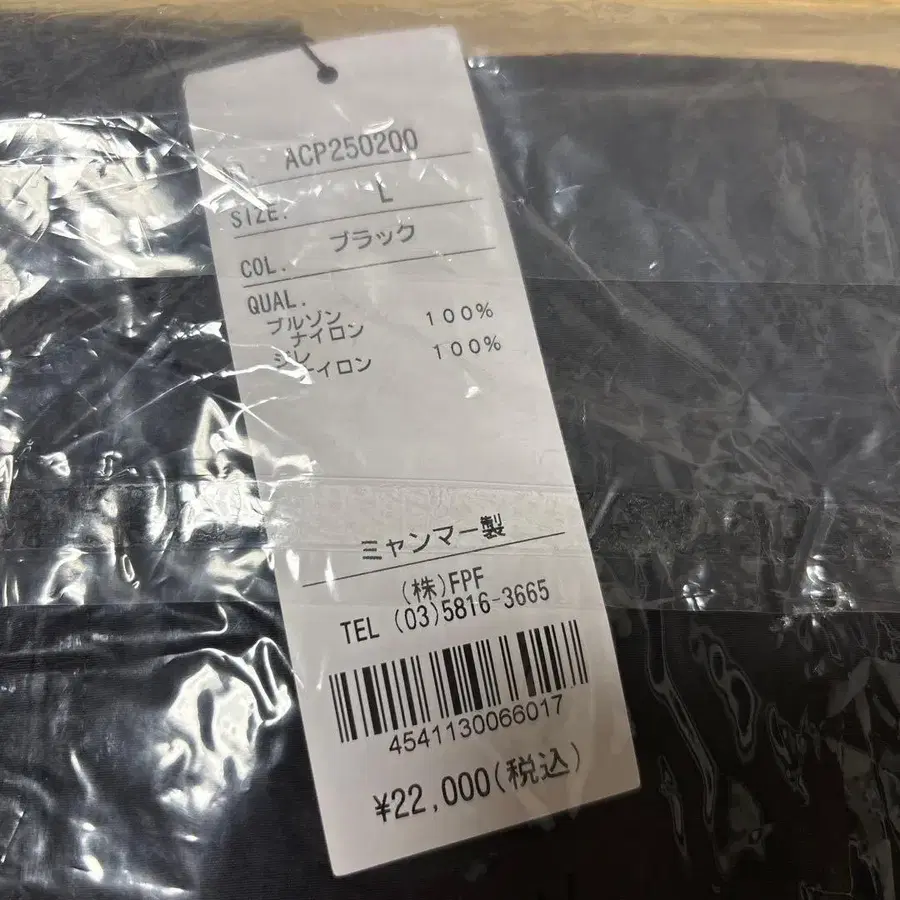 ACP250200
SIZE. L
COL. ブラック
QUAL.
ブルゾン
ナイロン 100%
ナイロン 100%
ミャンマー製
(株)FPF
TEL (03)5816-3665
4541130066017
¥22,000(税込)